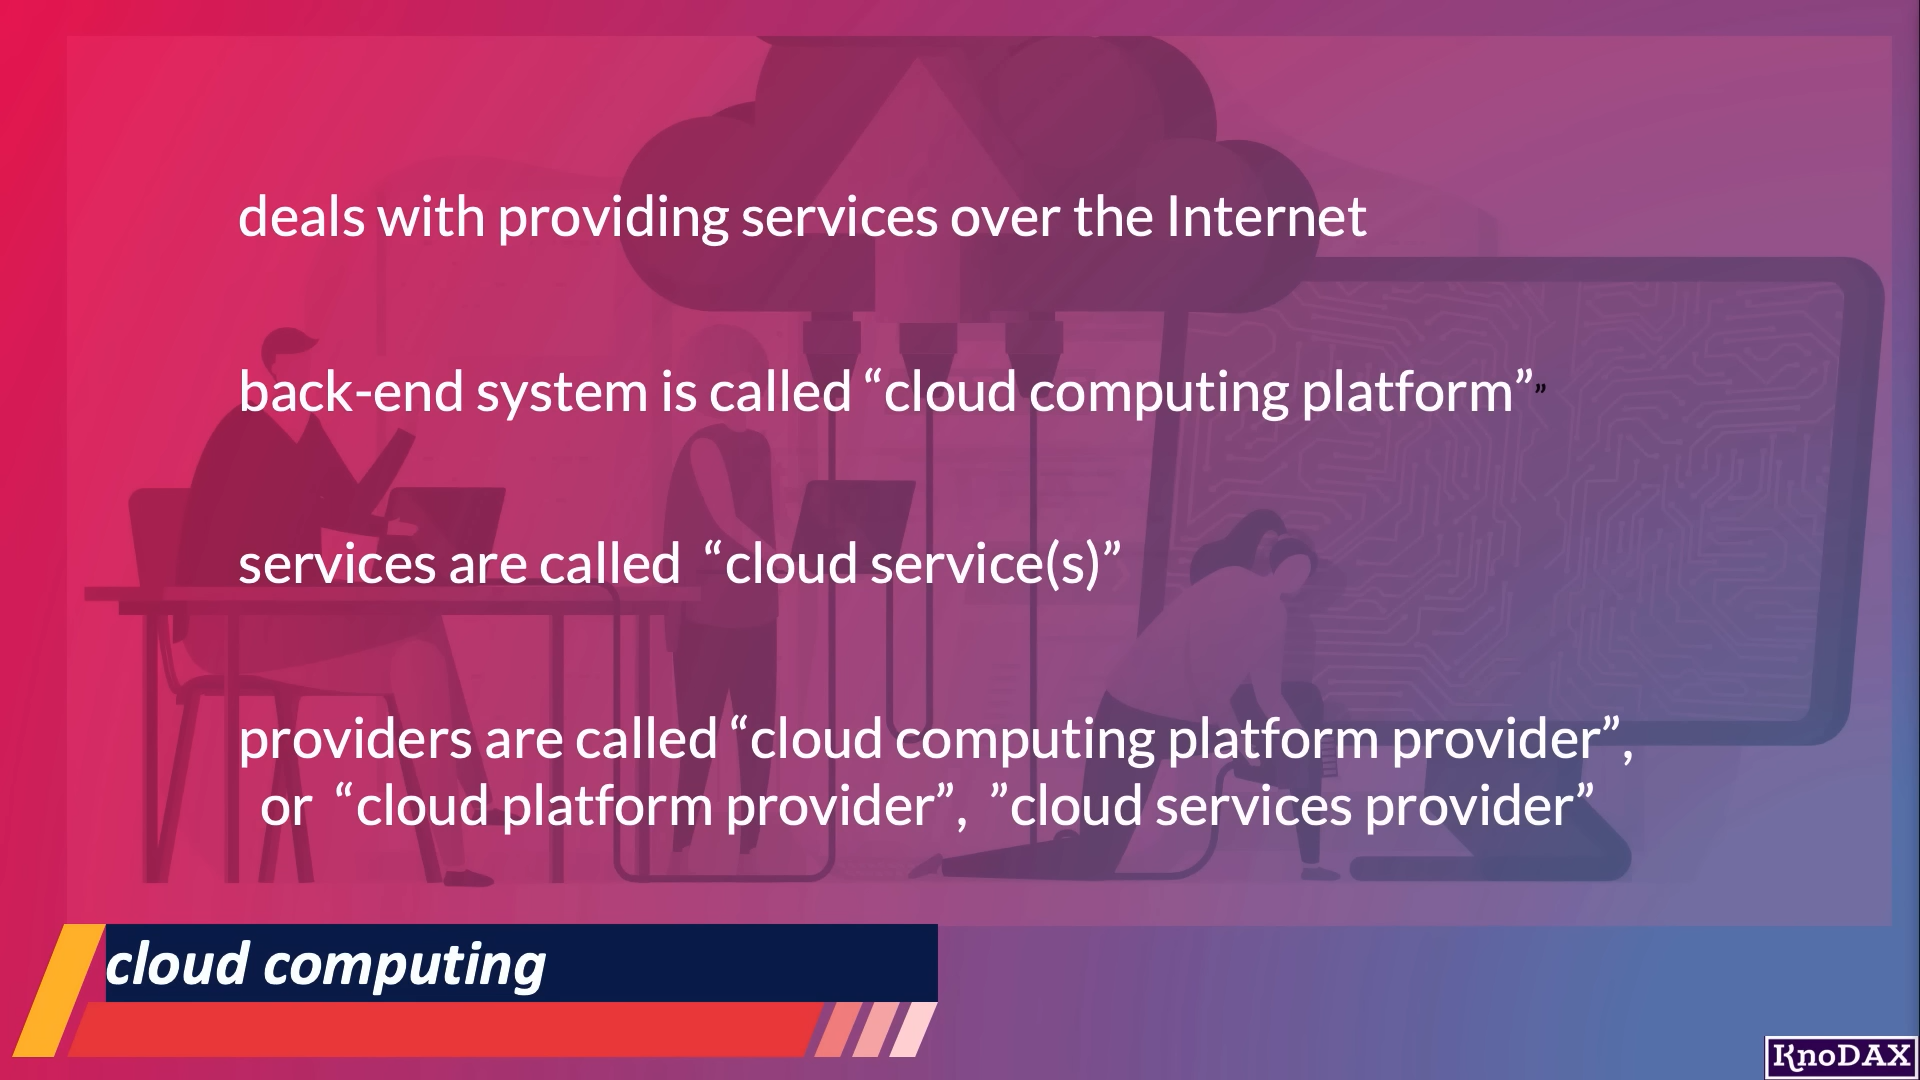 deals with providing services over the Internet
back-end system is called “cloud computing platform””
services are called “cloud service(s)”
providers are called “cloud computing platform provider”,
or “cloud platform provider”, ”cloud services provider”
cloud computing
KnoDAX